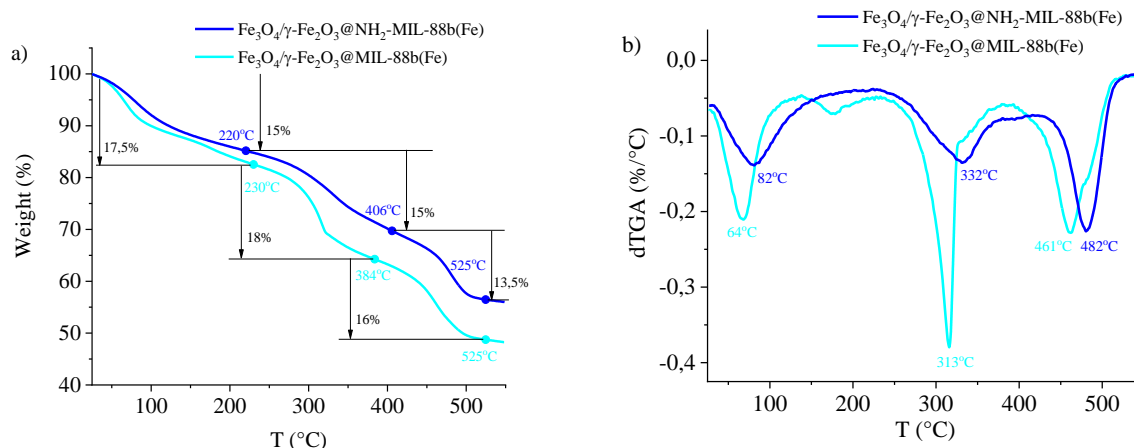 a)
Fe₃O₄/γ-Fe₂O₃@NH₂-MIL-88b(Fe)
Fe₃O₄/γ-Fe₂O₃@MIL-88b(Fe)
Weight (%)
100
90
80
70
60
50
40
100
200
300
400
500
T (°C)
17,5%
220°C
15%
230°C
18%
406°C
15%
384°C
16%
525°C
13,5%
525°C
b)
Fe₃O₄/γ-Fe₂O₃@NH₂-MIL-88b(Fe)
Fe₃O₄/γ-Fe₂O₃@MIL-88b(Fe)
dTGA (%/°C)
0,0
-0,1
-0,2
-0,3
-0,4
100
200
300
400
500
T (°C)
82°C
64°C
332°C
313°C
461°C
482°C